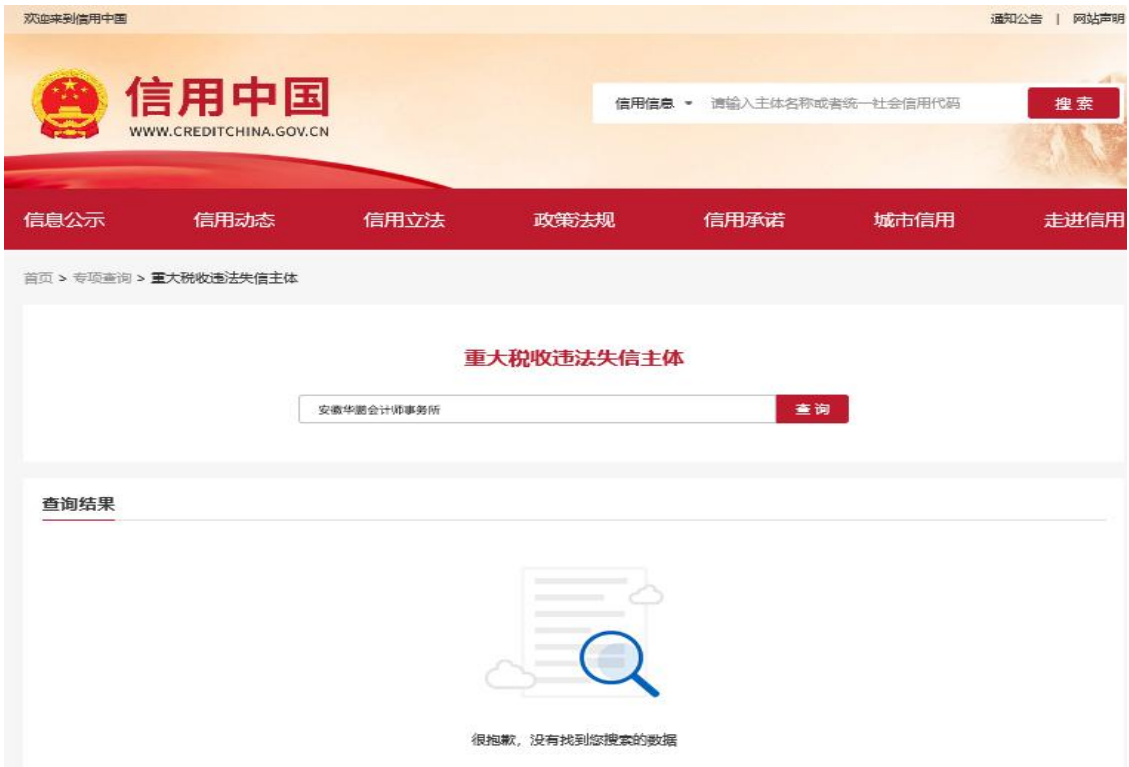 欢迎来到信用中国
通知公告 | 网站声明
信用中国
WWW.CREDITCHINA.GOV.CN
信用信息 请输入主体名称或者统一社会信用代码 搜索
信息公示 信用动态 信用立法 政策法规 信用承诺 城市信用 走进信用
首页 > 专项查询 > 重大税收违法失信主体
重大税收违法失信主体
安徽华鹏会计师事务所 查询
查询结果
很抱歉，没有找到您搜索的数据